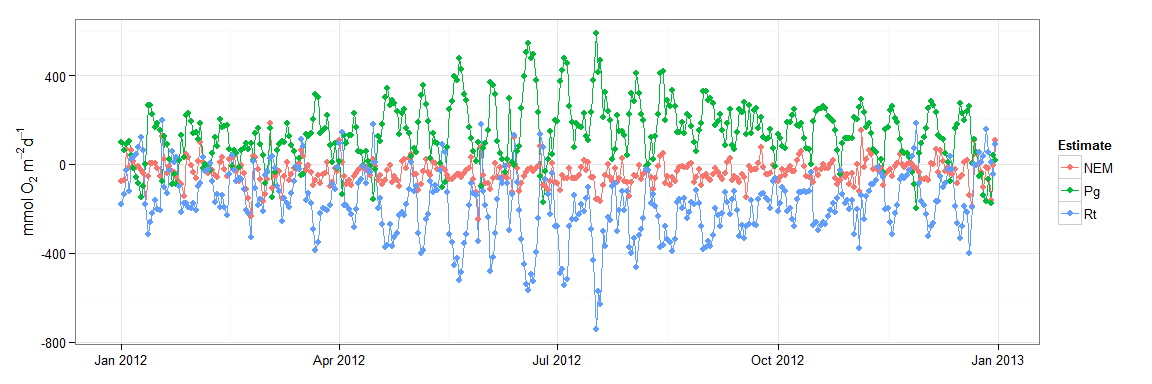 mmol O₂ m⁻² d⁻¹
400
0
-400
-800
Jan 2012
Apr 2012
Jul 2012
Oct 2012
Jan 2013
Estimate
NEM
Pg
Rt